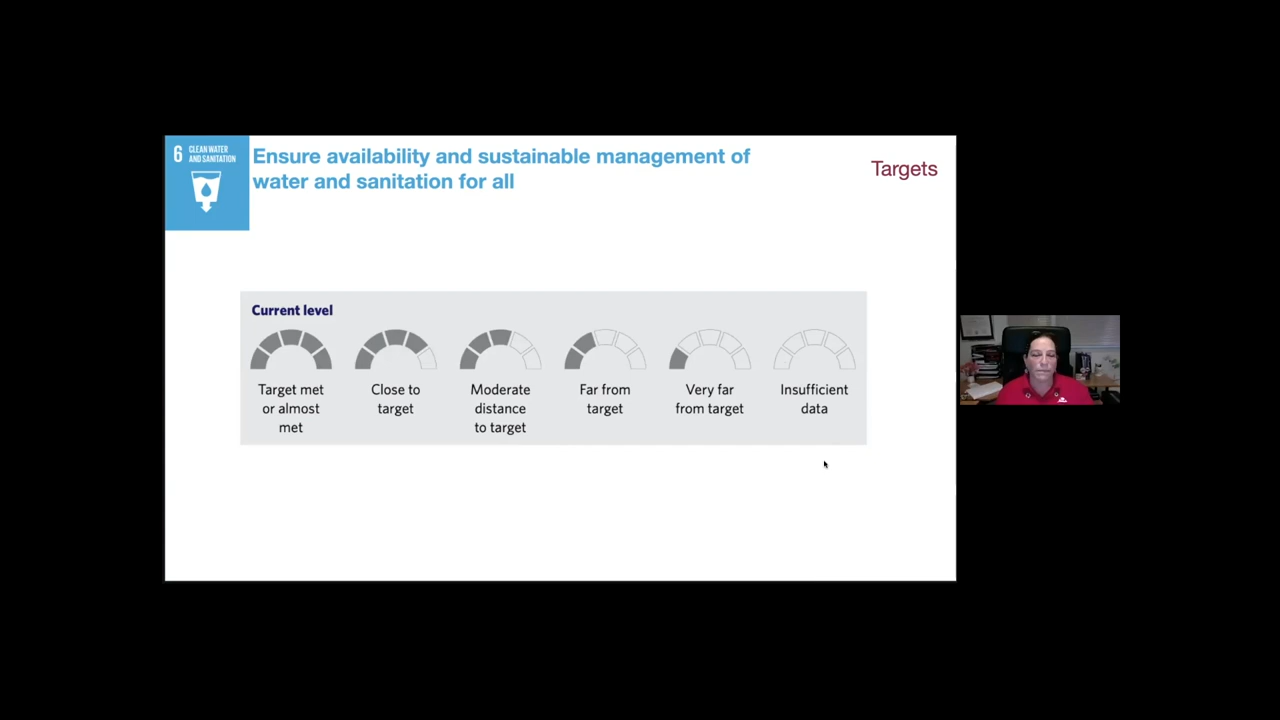 6 CLEAN WATER
AND SANITATION
Ensure availability and sustainable management of
water and sanitation for all
Targets
Current level
Target met
or almost
met
Close to
target
Moderate
distance
to target
Far from
target
Very far
from target
Insufficient
data